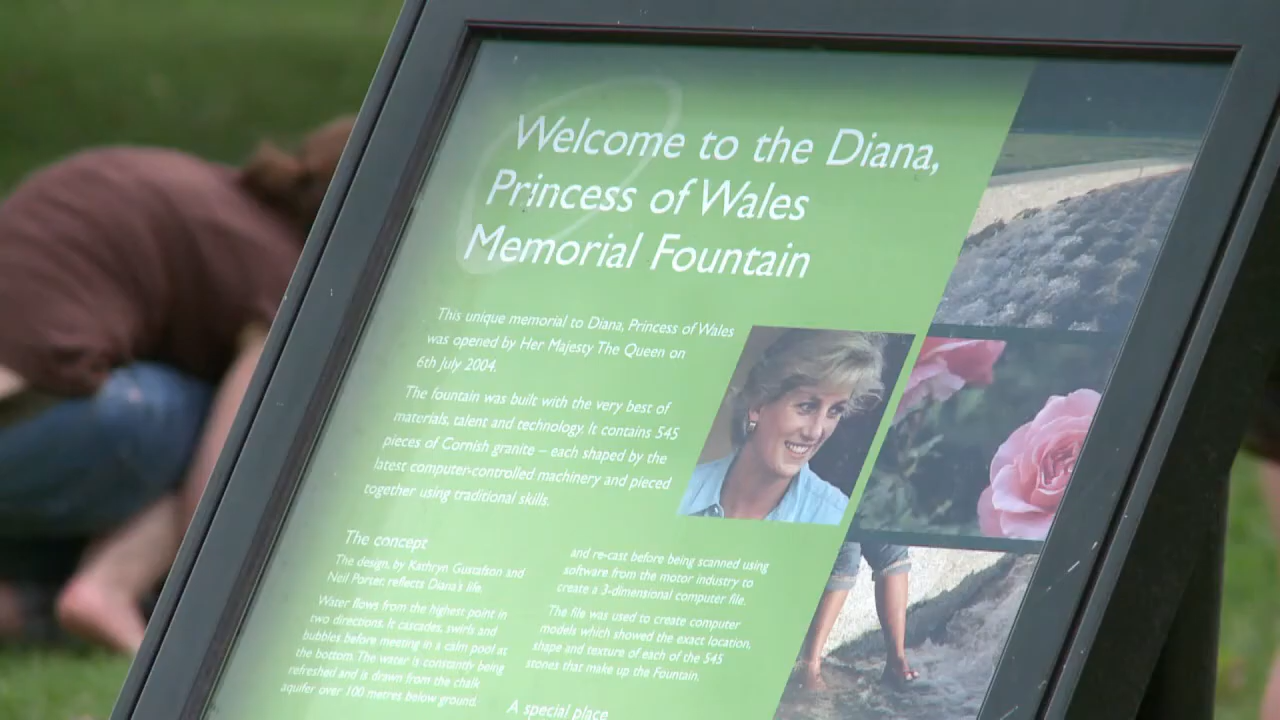 Welcome to the Diana,
Princess of Wales
Memorial Fountain
This unique memorial to Diana, Princess of Wales
was opened by Her Majesty The Queen on
6th July 2004.
The fountain was built with the very best of
materials, talent and technology. It contains 545
pieces of Cornish granite – each shaped by the
latest computer-controlled machinery and pieced
together using traditional skills.
The concept
The design, by Kathryn Gustafson and
Neil Porter, reflects Diana's life.
Water flows from the highest point in
two directions. It cascades, swirls and
bubbles before meeting in a calm pool at
the bottom. The water is constantly being
refreshed and is drawn from the chalk
aquifer over 100 metres below ground.
and re-cast before being scanned using
software from the motor industry to
create a 3-dimensional computer file.
The file was used to create computer
models which showed the exact location,
shape and texture of each of the 545
stones that make up the Fountain.
A special place